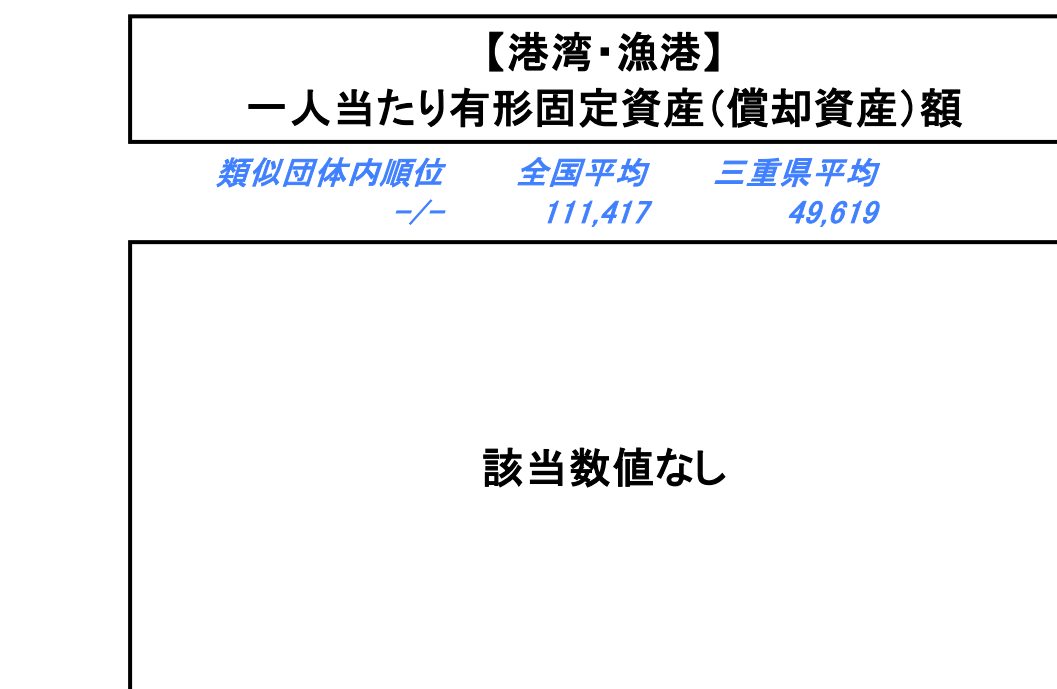 【港湾・漁港】
一人当たり有形固定資産（償却資産）額
類似団体内順位 全国平均 三重県平均
-/- 111,417 49,619
該当数値なし